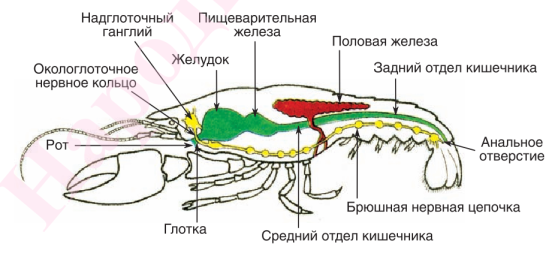 Надглоточный
ганглий
Пищеварительная
железа
Половая железа
Желудок
Задний отдел кишечника
Окологлоточное
нервное кольцо
Рот
Анальное
отверстие
Брюшная нервная цепочка
Глотка
Средний отдел кишечника